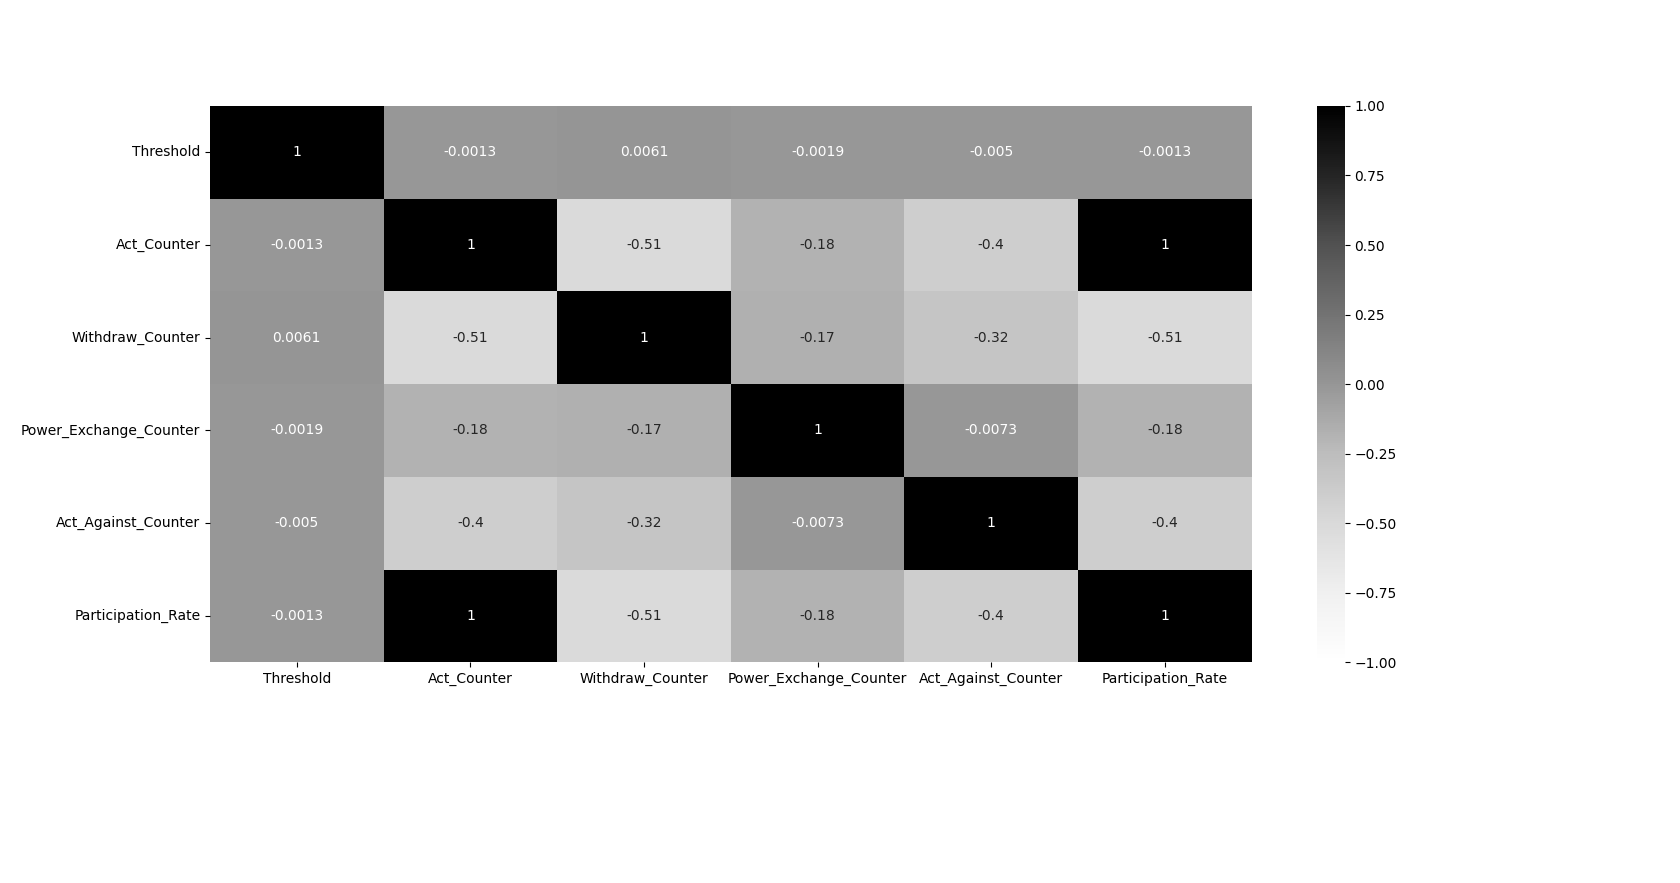 Threshold 1 -0.0013 0.0061 -0.0019 -0.005 -0.0013
Act_Counter -0.0013 1 -0.51 -0.18 -0.4 1
Withdraw_Counter 0.0061 -0.51 1 -0.17 -0.32 -0.51
Power_Exchange_Counter -0.0019 -0.18 -0.17 1 -0.0073 -0.18
Act_Against_Counter -0.005 -0.4 -0.32 -0.0073 1 -0.4
Participation_Rate -0.0013 1 -0.51 -0.18 -0.4 1
Threshold Act_Counter Withdraw_Counter Power_Exchange_Counter Act_Against_Counter Participation_Rate
1.00
0.75
0.50
0.25
0.00
−0.25
−0.50
−0.75
−1.00